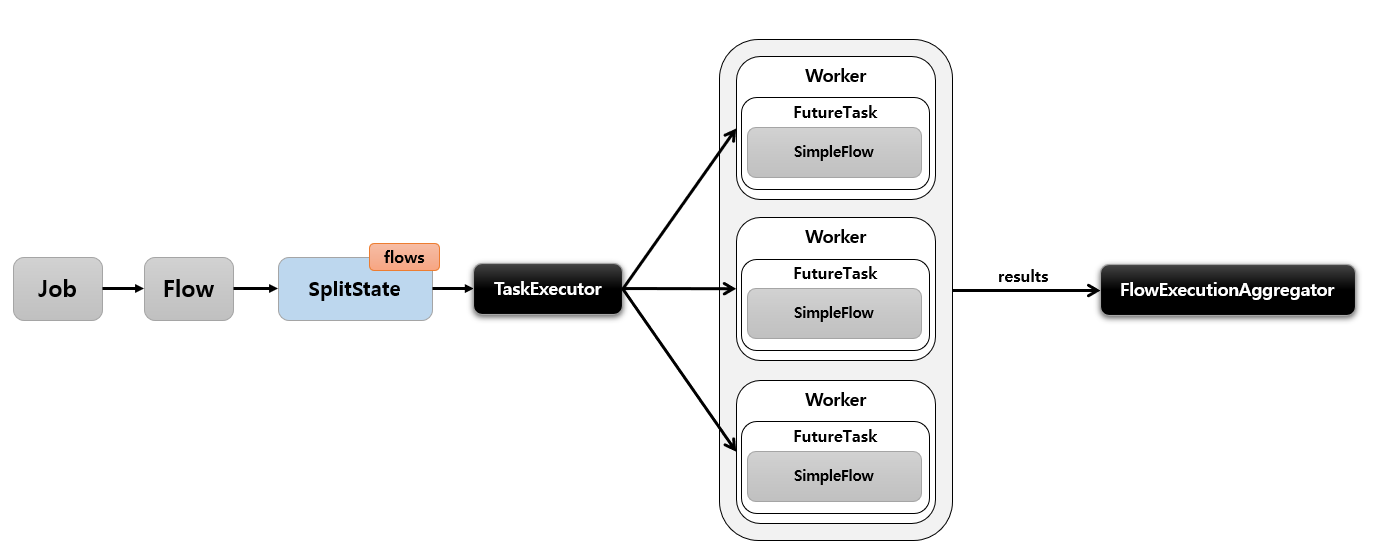 Job
Flow
flows
SplitState
TaskExecutor
Worker
FutureTask
SimpleFlow
Worker
FutureTask
SimpleFlow
Worker
FutureTask
SimpleFlow
results
FlowExecutionAggregator